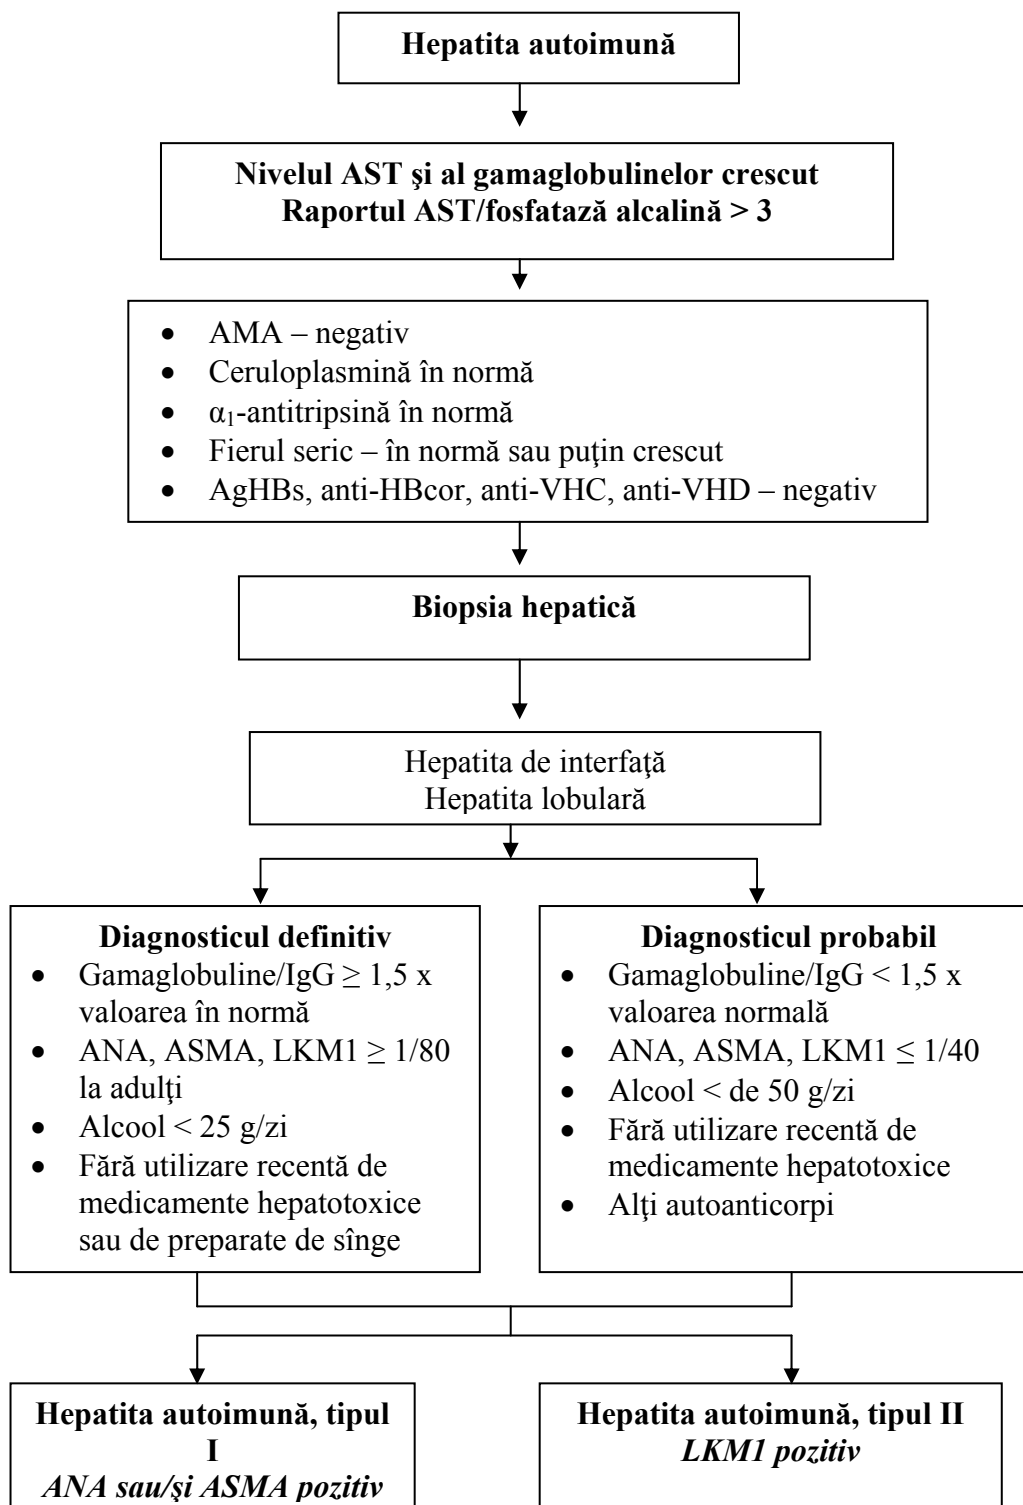 Hepatita autoimună
Nivelul AST şi al gamaglobulinelor crescut
Raportul AST/fosfatază alcalină > 3
• AMA – negativ
• Ceruloplasmină în normă
• α₁-antitripsină în normă
• Fierul seric – în normă sau puţin crescut
• AgHBs, anti-HBcor, anti-VHC, anti-VHD – negativ
Biopsia hepatică
Hepatita de interfaţă
Hepatita lobulară
Diagnosticul definitiv
• Gamaglobuline/IgG ≥ 1,5 x
valoarea în normă
• ANA, ASMA, LKM1 ≥ 1/80
la adulţi
• Alcool < 25 g/zi
• Fără utilizare recentă de
medicamente hepatotoxice
sau de preparate de sînge
Diagnosticul probabil
• Gamaglobuline/IgG < 1,5 x
valoarea normală
• ANA, ASMA, LKM1 ≤ 1/40
• Alcool < de 50 g/zi
• Fără utilizare recentă de
medicamente hepatotoxice
• Alţi autoanticorpi
Hepatita autoimună, tipul
I
ANA sau/şi ASMA pozitiv
Hepatita autoimună, tipul II
LKM1 pozitiv